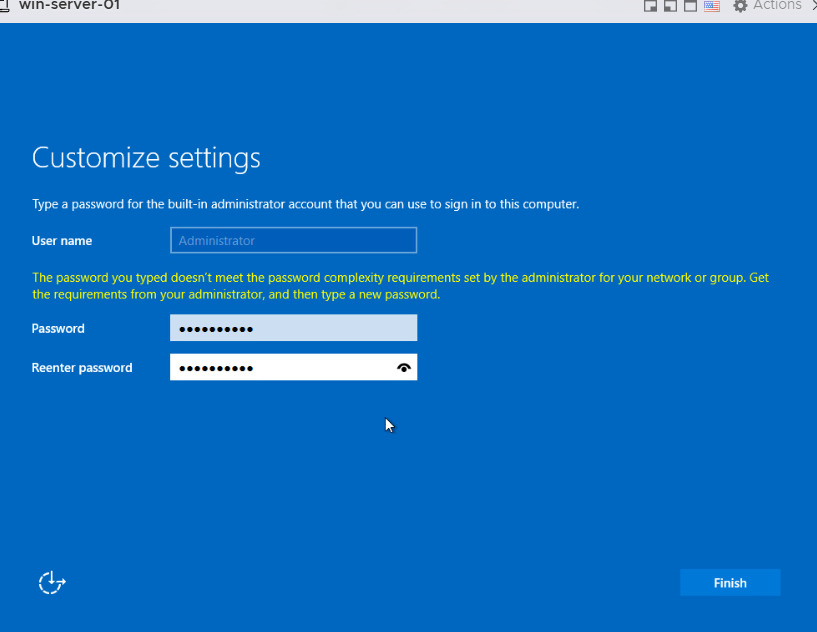 win-server-01
Actions
Customize settings
Type a password for the built-in administrator account that you can use to sign in to this computer.
User name
Administrator
The password you typed doesn't meet the password complexity requirements set by the administrator for your network or group. Get
the requirements from your administrator, and then type a new password.
Password
••••••••••
Reenter password
••••••••••
Finish